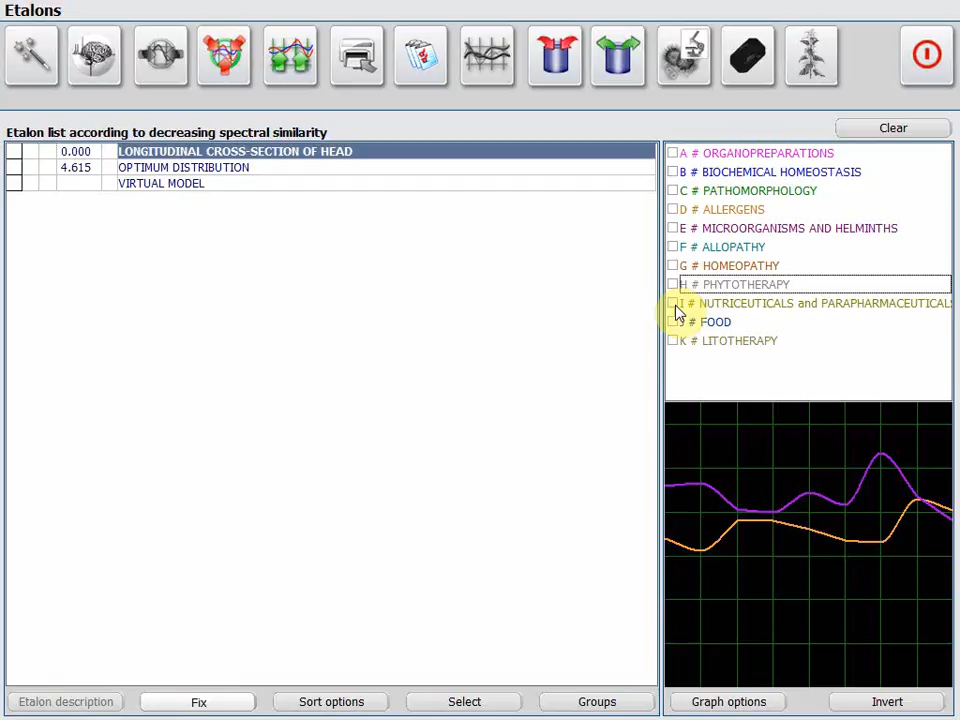 Etalons
Etalon list according to decreasing spectral similarity
Clear
0.000 LONGITUDINAL CROSS-SECTION OF HEAD
4.615 OPTIMUM DISTRIBUTION
VIRTUAL MODEL
A # ORGANOPREPARATIONS
B # BIOCHEMICAL HOMEOSTASIS
C # PATHOMORPHOLOGY
D # ALLERGENS
E # MICROORGANISMS AND HELMINTHS
F # ALLOPATHY
G # HOMEOPATHY
H # PHYTOTHERAPY
I # NUTRICEUTICALS and PARAPHARMACEUTICALS
J # FOOD
K # LITOTHERAPY
Etalon description
Fix
Sort options
Select
Groups
Graph options
Invert